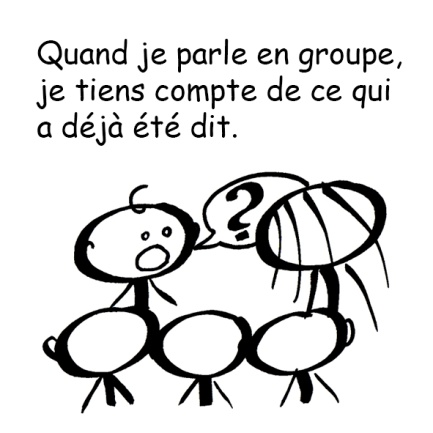 Quand je parle en groupe,
je tiens compte de ce qui
a déjà été dit.
?